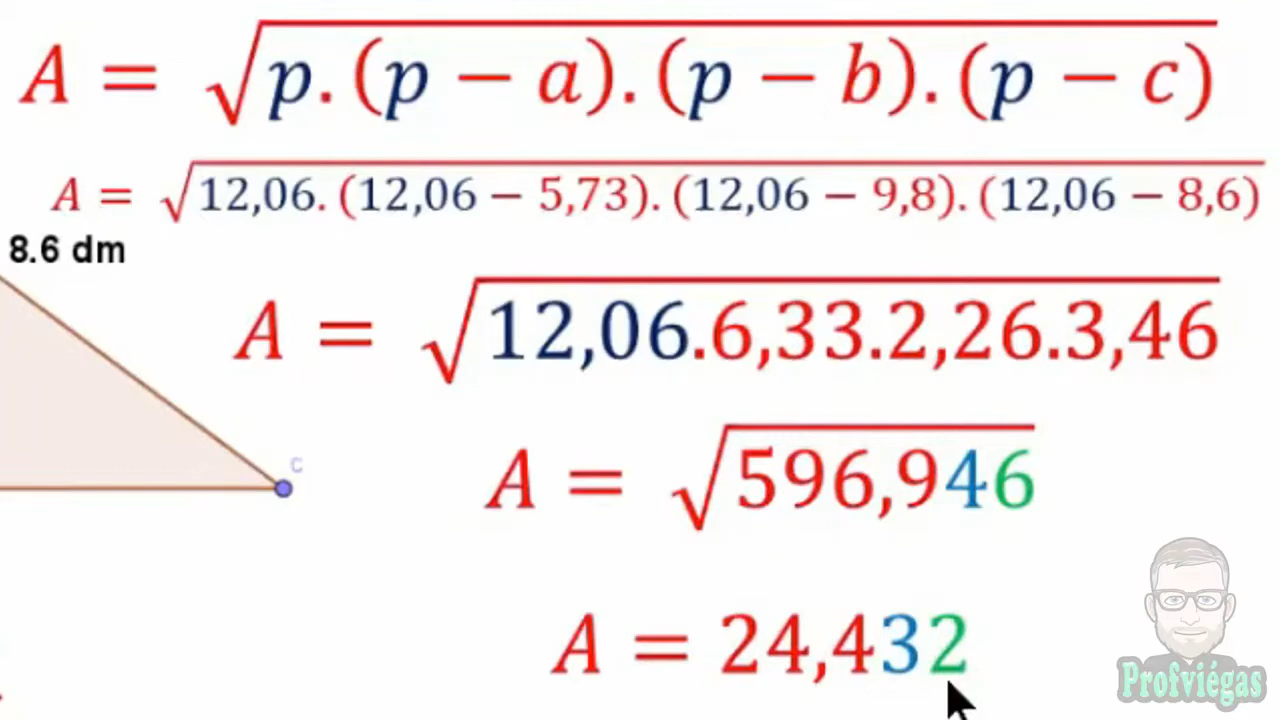 A = √p.(p − a).(p − b).(p − c)
A = √12,06.(12,06 − 5,73).(12,06 − 9,8).(12,06 − 8,6)
8.6 dm
A = √12,06.6,33.2,26.3,46
C
A = √596,946
A = 24,432
Profviégas